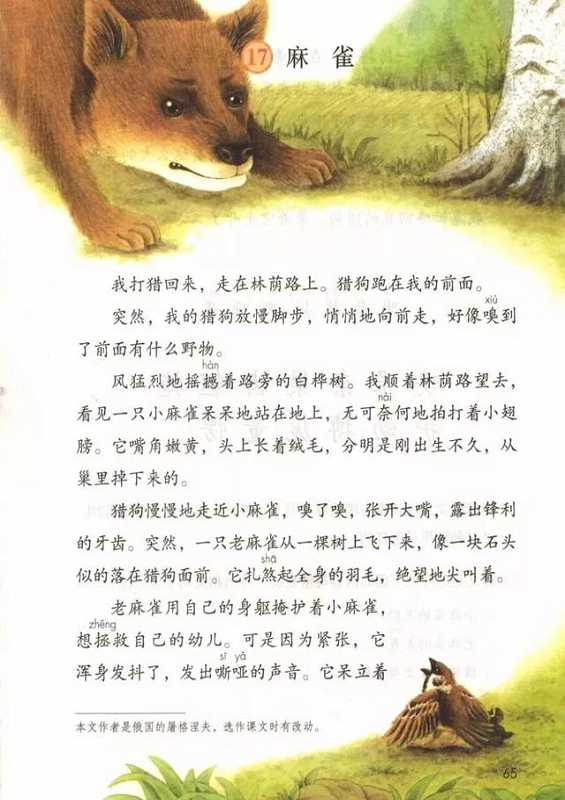 17 麻雀
我打猎回来，走在林荫路上。猎狗跑在我的前面。
xiù
突然，我的猎狗放慢脚步，悄悄地向前走，好像嗅到
了前面有什么野物。
hàn
风猛烈地摇撼着路旁的白桦树。我顺着林荫路望去，
nài
看见一只小麻雀呆呆地站在地上，无可奈何地拍打着小翅
膀。它嘴角嫩黄，头上长着绒毛，分明是刚出生不久，从
巢里掉下来的。
猎狗慢慢地走近小麻雀，嗅了嗅，张开大嘴，露出锋利
的牙齿。突然，一只老麻雀从一棵树上飞下来，像一块石头
shā
似的落在猎狗面前。它扎煞起全身的羽毛，绝望地尖叫着。
老麻雀用自己的身躯掩护着小麻雀，
zhěng
想拯救自己的幼儿。可是因为紧张，它
sī yǎ
浑身发抖了，发出嘶哑的声音。它呆立着
本文作者是俄国的屠格涅夫，选作课文时有改动。
65